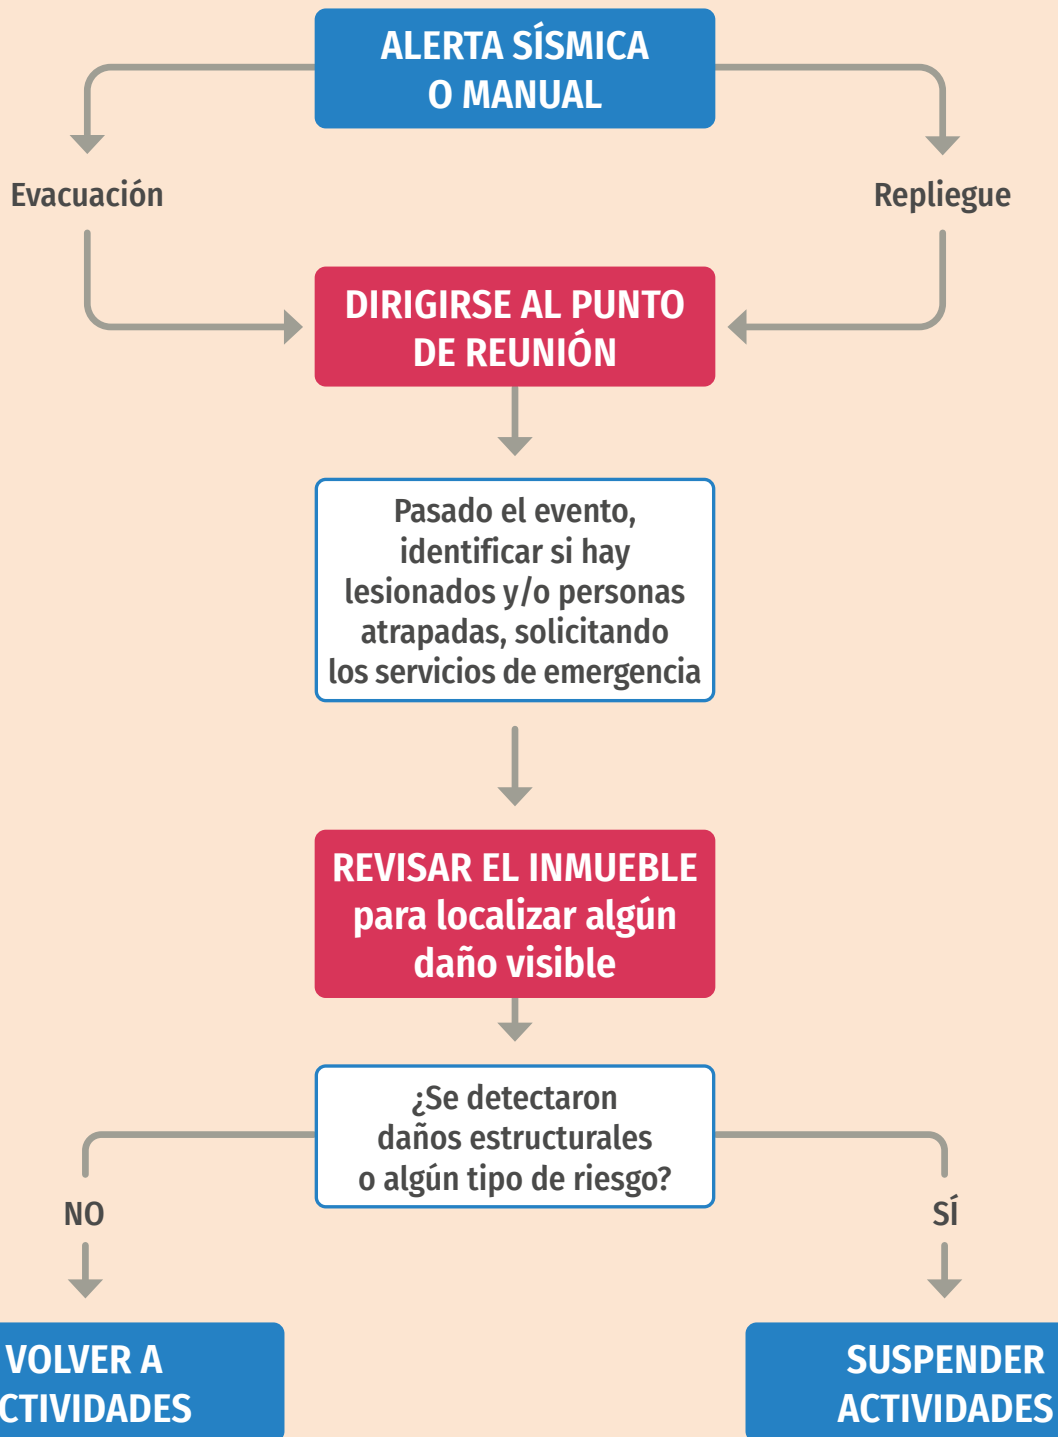 ALERTA SÍSMICA
O MANUAL
Evacuación
Repliegue
DIRIGIRSE AL PUNTO
DE REUNIÓN
Pasado el evento,
identificar si hay
lesionados y/o personas
atrapadas, solicitando
los servicios de emergencia
REVISAR EL INMUEBLE
para localizar algún
daño visible
¿Se detectaron
daños estructurales
o algún tipo de riesgo?
NO
SÍ
VOLVER A
CTIVIDADES
SUSPENDER
ACTIVIDADES